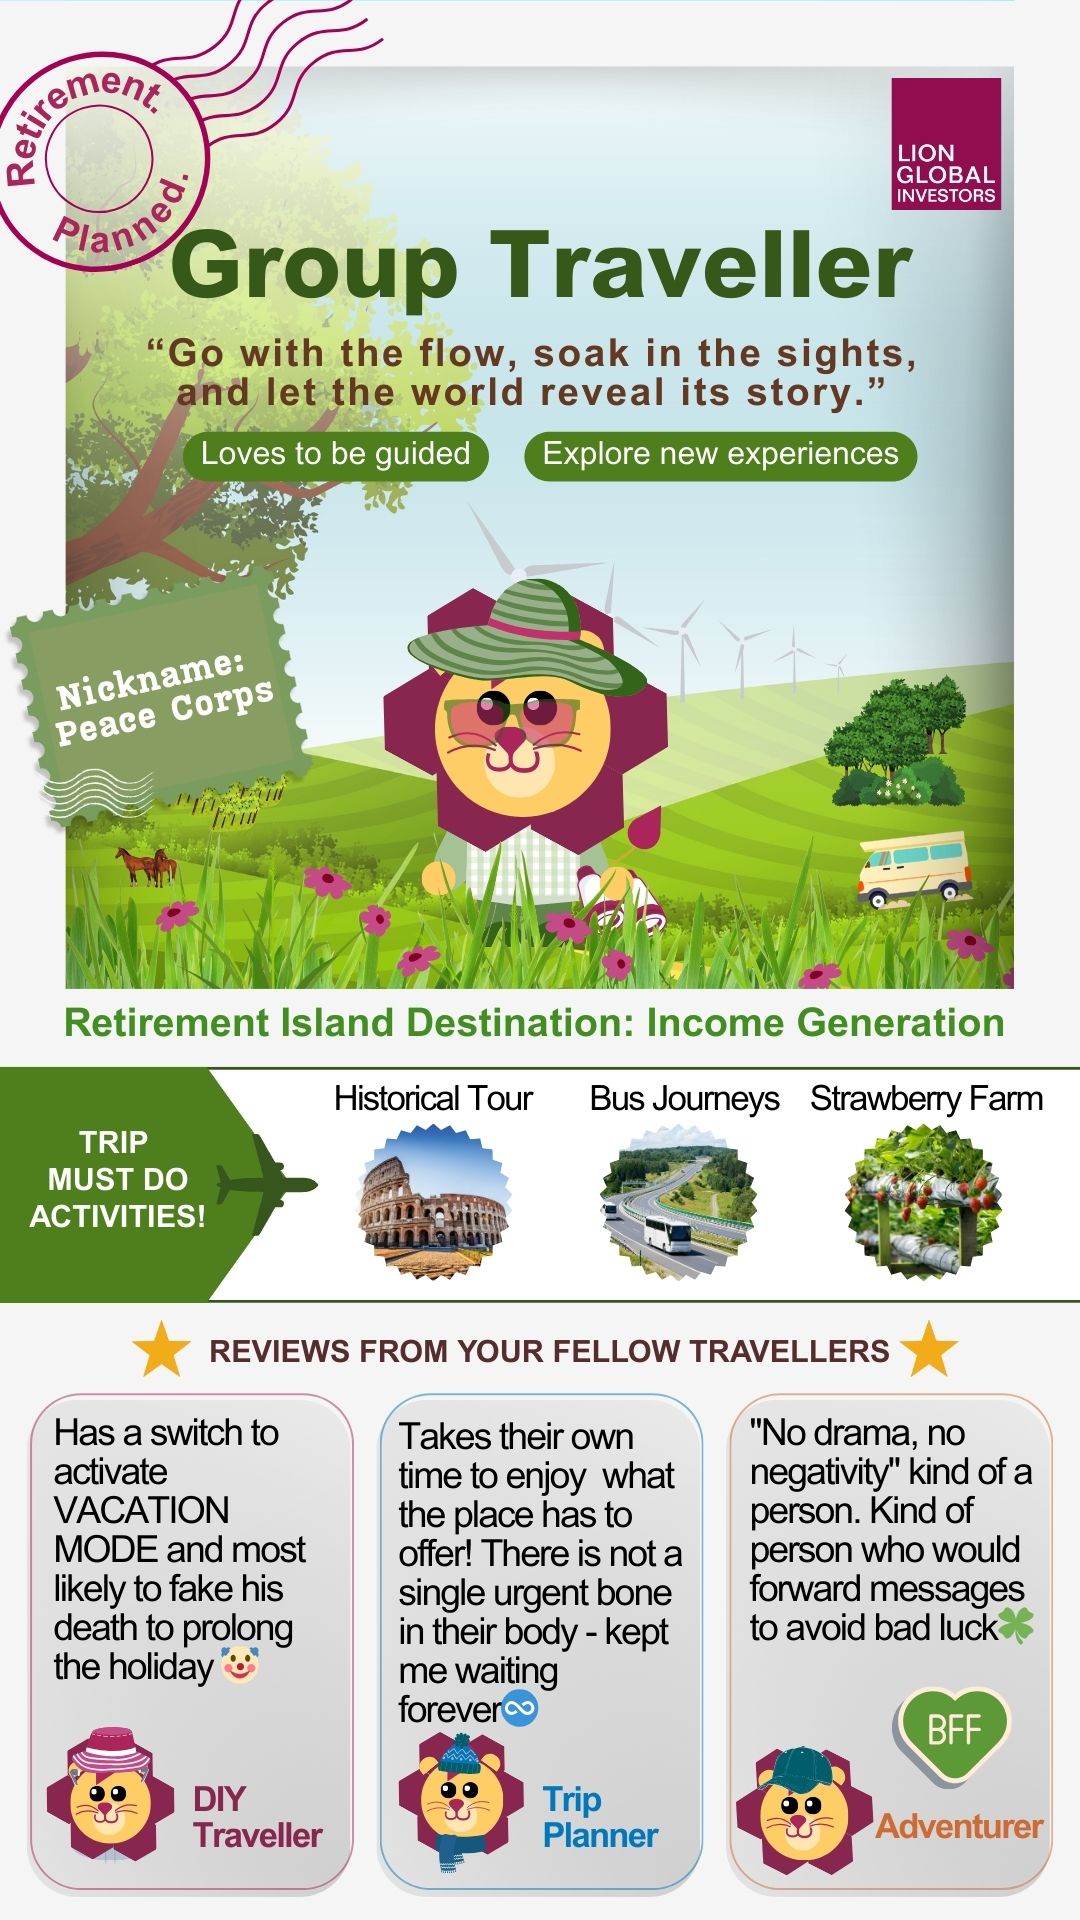 Retirement.
Planned.
LION
GLOBAL
INVESTORS
Group Traveller
“Go with the flow, soak in the sights,
and let the world reveal its story.”
Loves to be guided
Explore new experiences
Nickname:
Peace Corps
Retirement Island Destination: Income Generation
TRIP
MUST DO
ACTIVITIES!
Historical Tour
Bus Journeys
Strawberry Farm
REVIEWS FROM YOUR FELLOW TRAVELLERS
Has a switch to
activate
VACATION
MODE and most
likely to fake his
death to prolong
the holiday 🤡
DIY
Traveller
Takes their own
time to enjoy  what
the place has to
offer! There is not a
single urgent bone
in their body - kept
me waiting
forever♾️
Trip
Planner
"No drama, no
negativity" kind of a
person. Kind of
person who would
forward messages
to avoid bad luck🍀
BFF
Adventurer